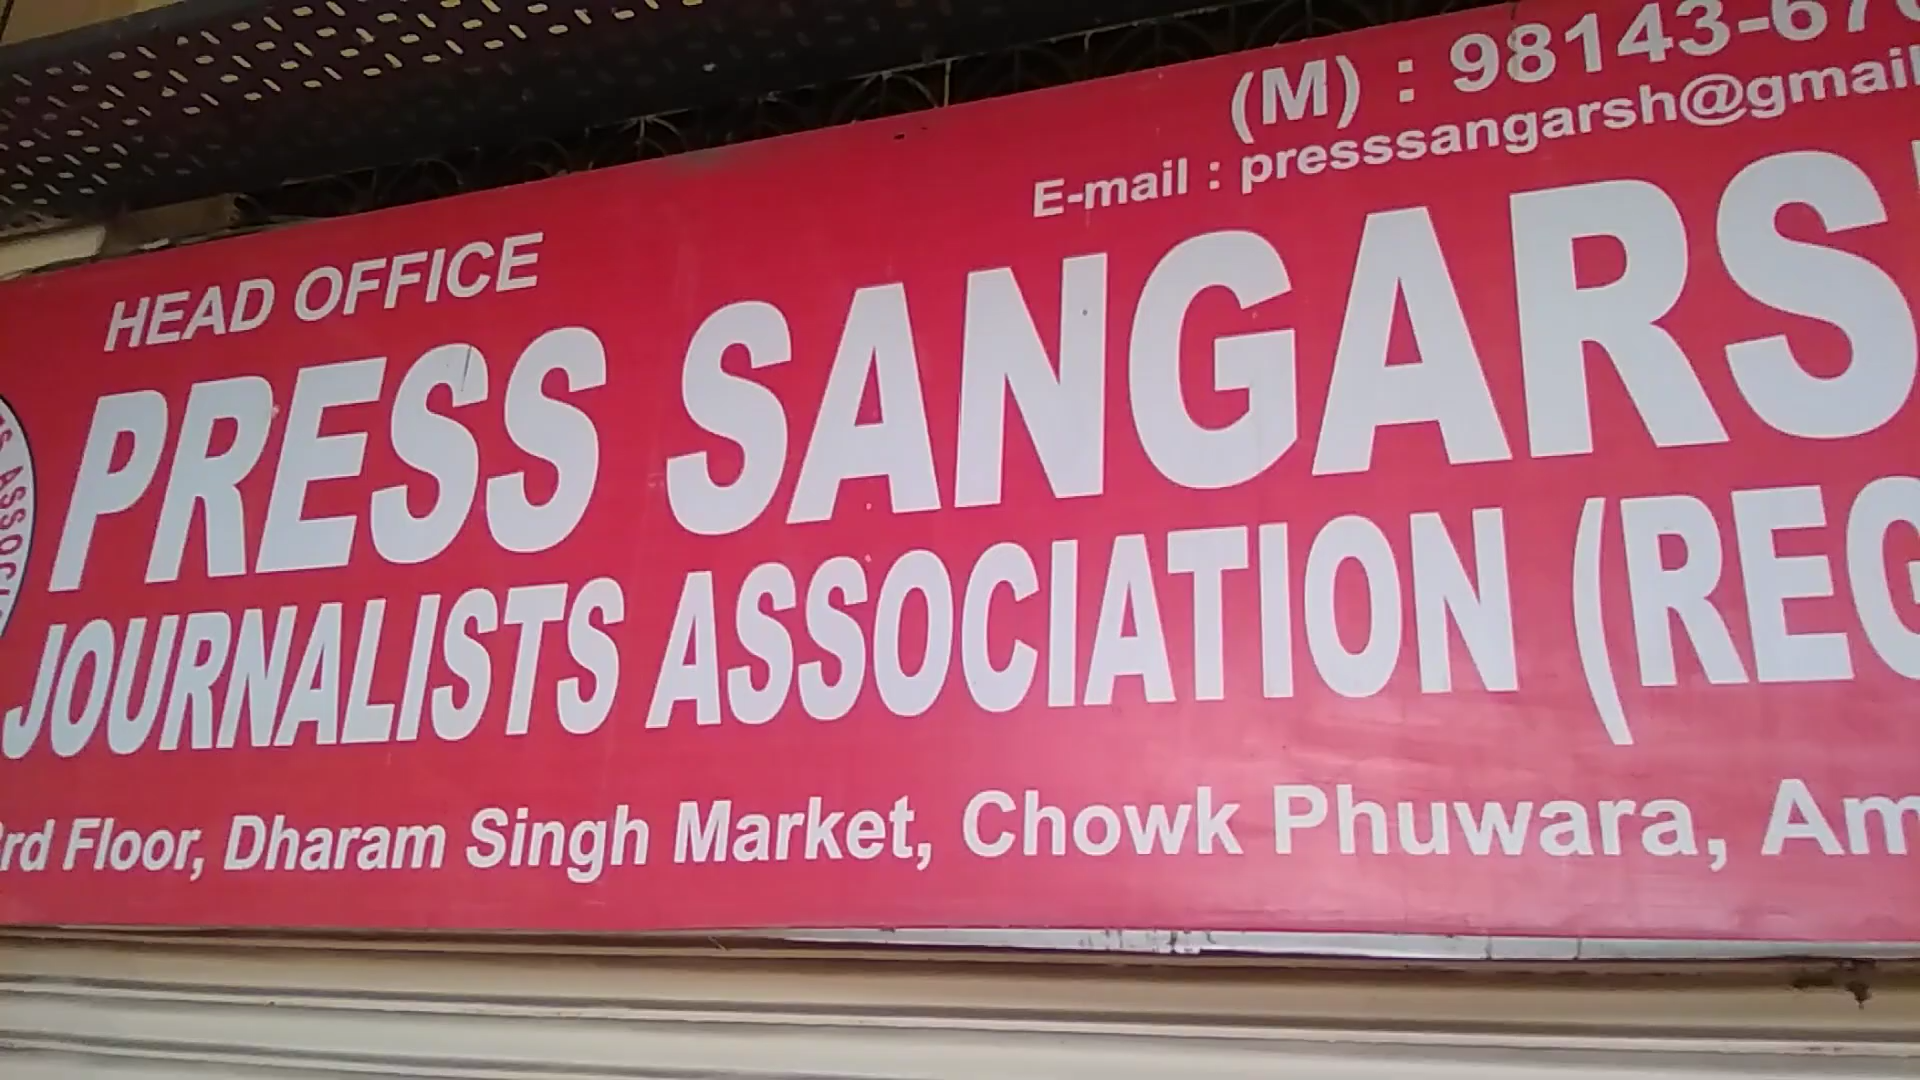 (M) : 98143-67
E-mail : presssangarsh@gmail
HEAD OFFICE
PRESS SANGARS
JOURNALISTS ASSOCIATION (REG
3rd Floor, Dharam Singh Market, Chowk Phuwara, Am